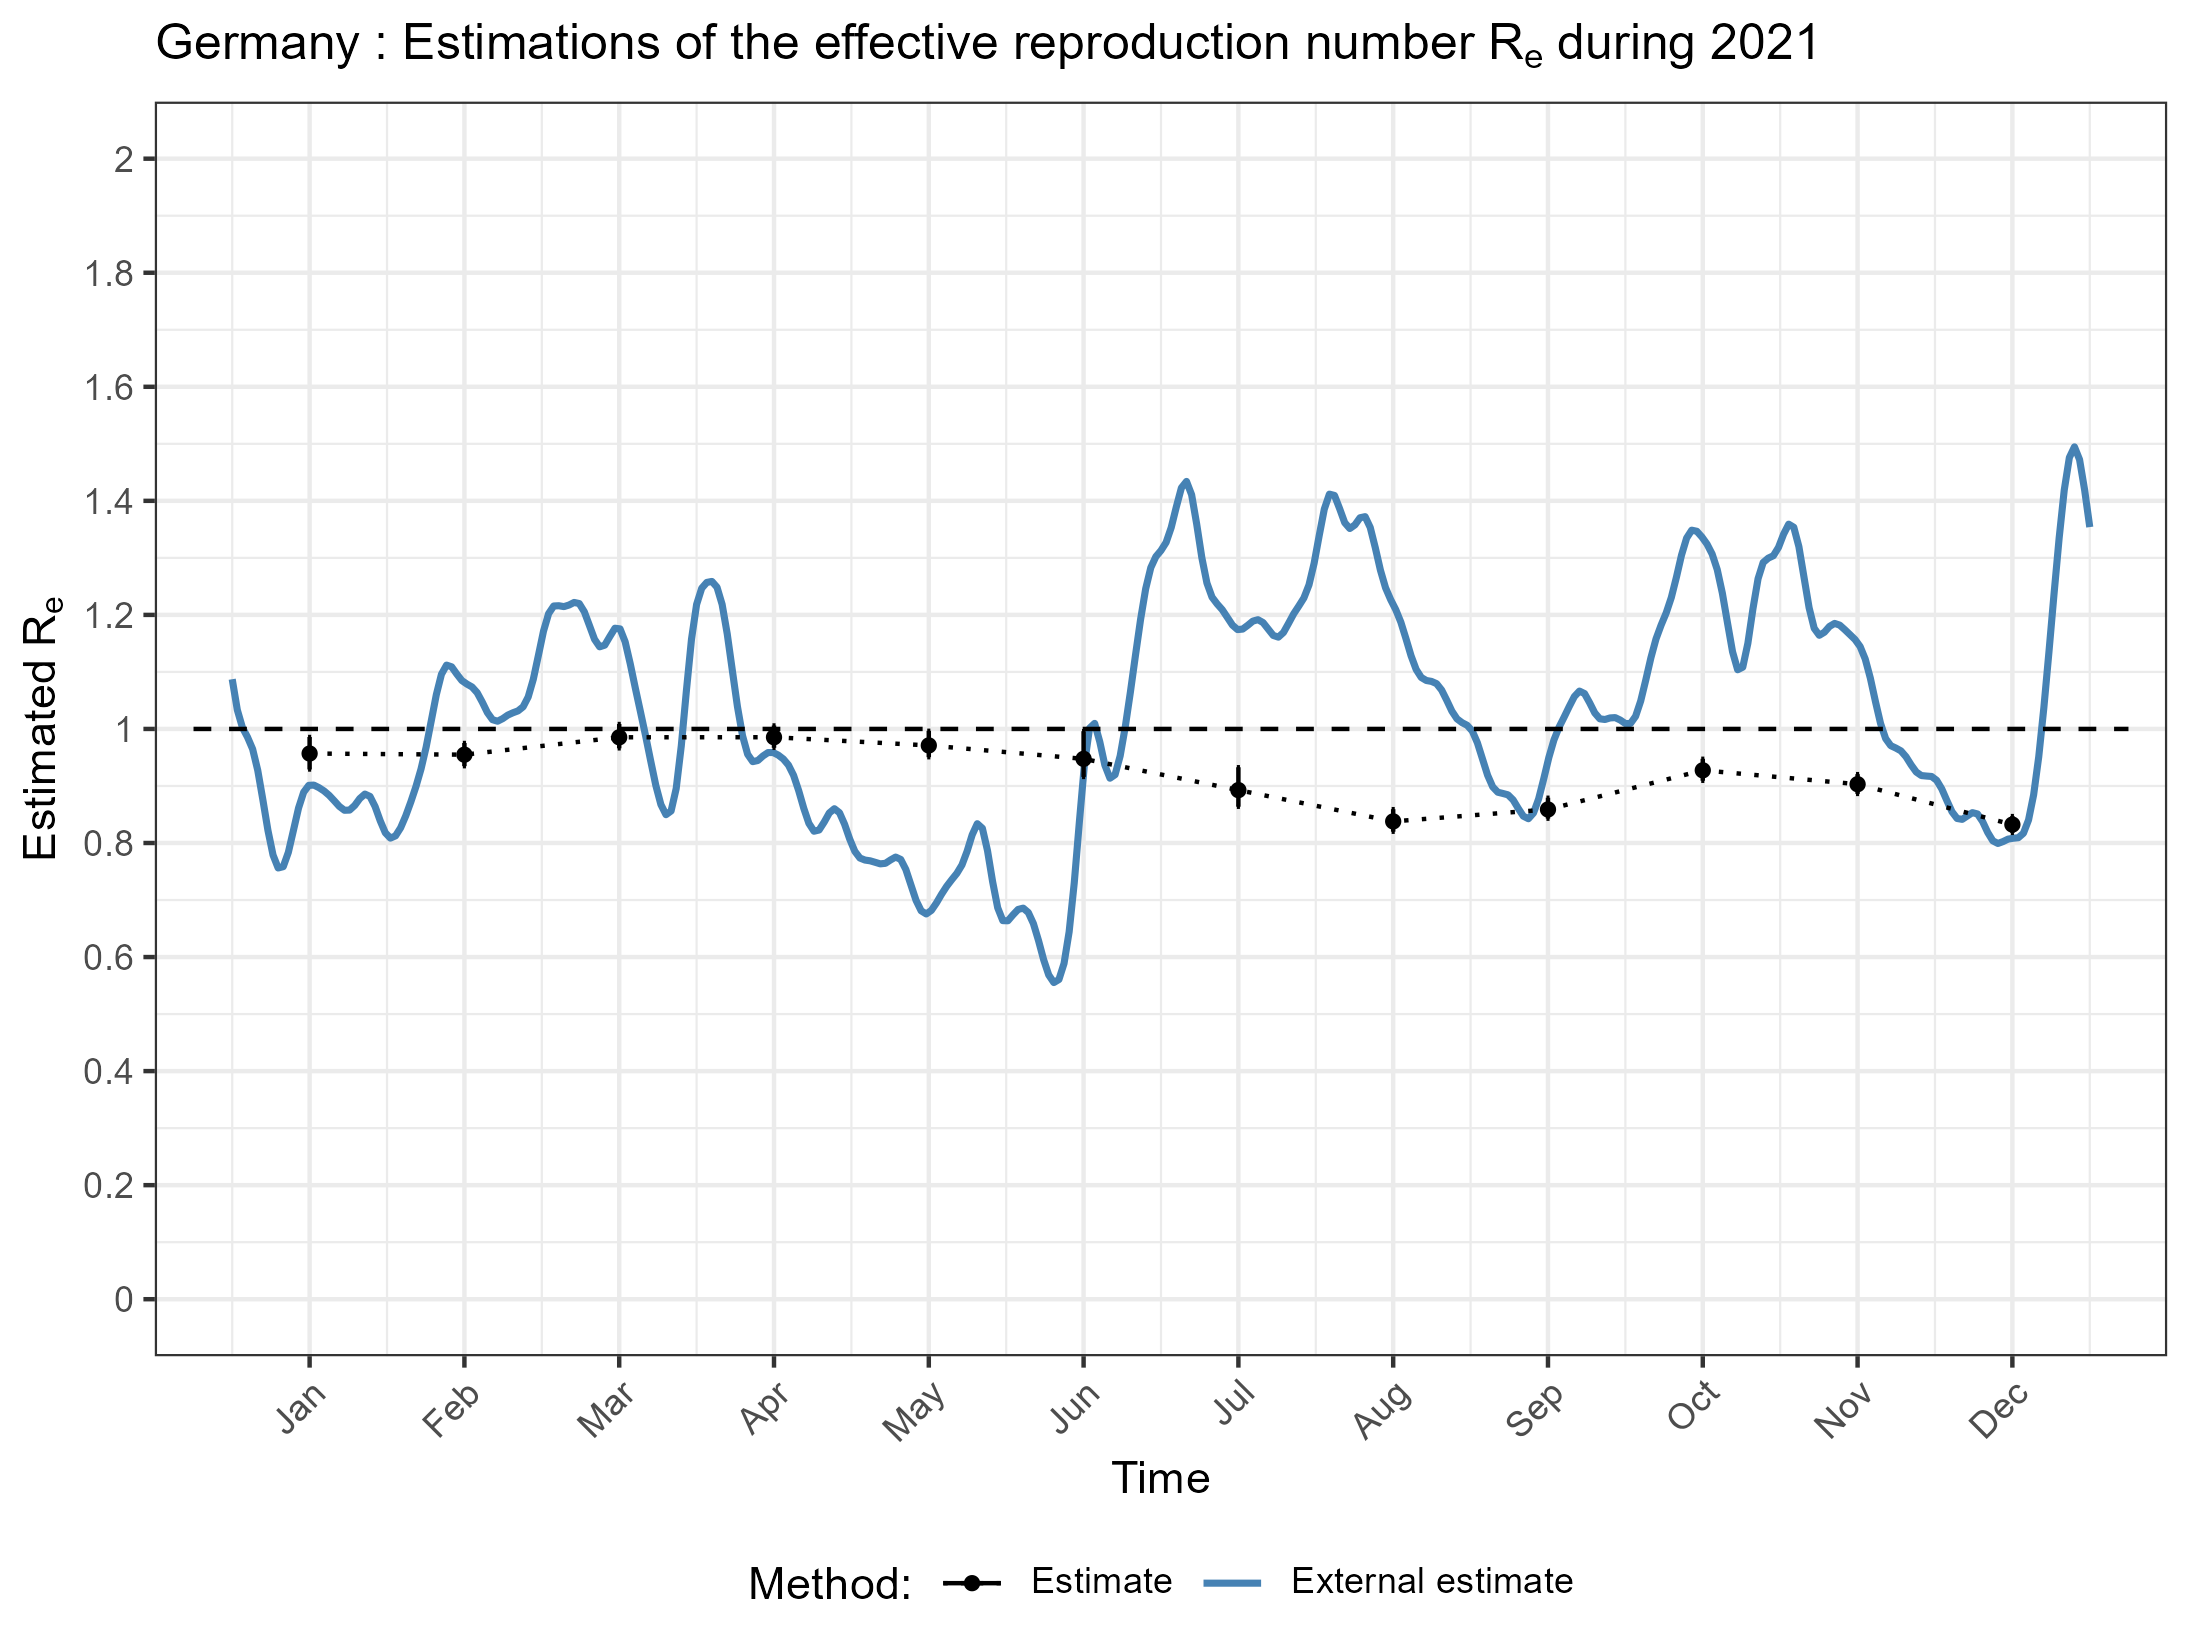 Germany : Estimations of the effective reproduction number Re during 2021
Estimated Re
2
1.8
1.6
1.4
1.2
1
0.8
0.6
0.4
0.2
0
Jan Feb Mar Apr May Jun Jul Aug Sep Oct Nov Dec
Time
Method: Estimate External estimate